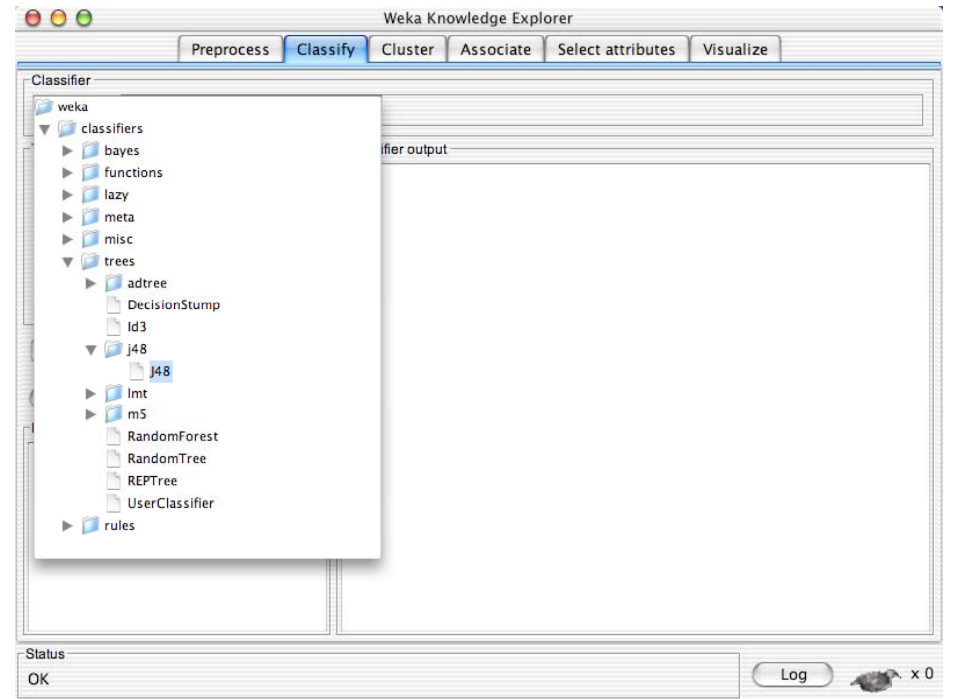 Weka Knowledge Explorer
Preprocess Classify Cluster Associate Select attributes Visualize
Classifier
weka
classifiers
bayes
ifier output
functions
lazy
meta
misc
trees
adtree
DecisionStump
Id3
j48
J48
lmt
m5
RandomForest
RandomTree
REPTree
UserClassifier
rules
Status
OK
Log x 0